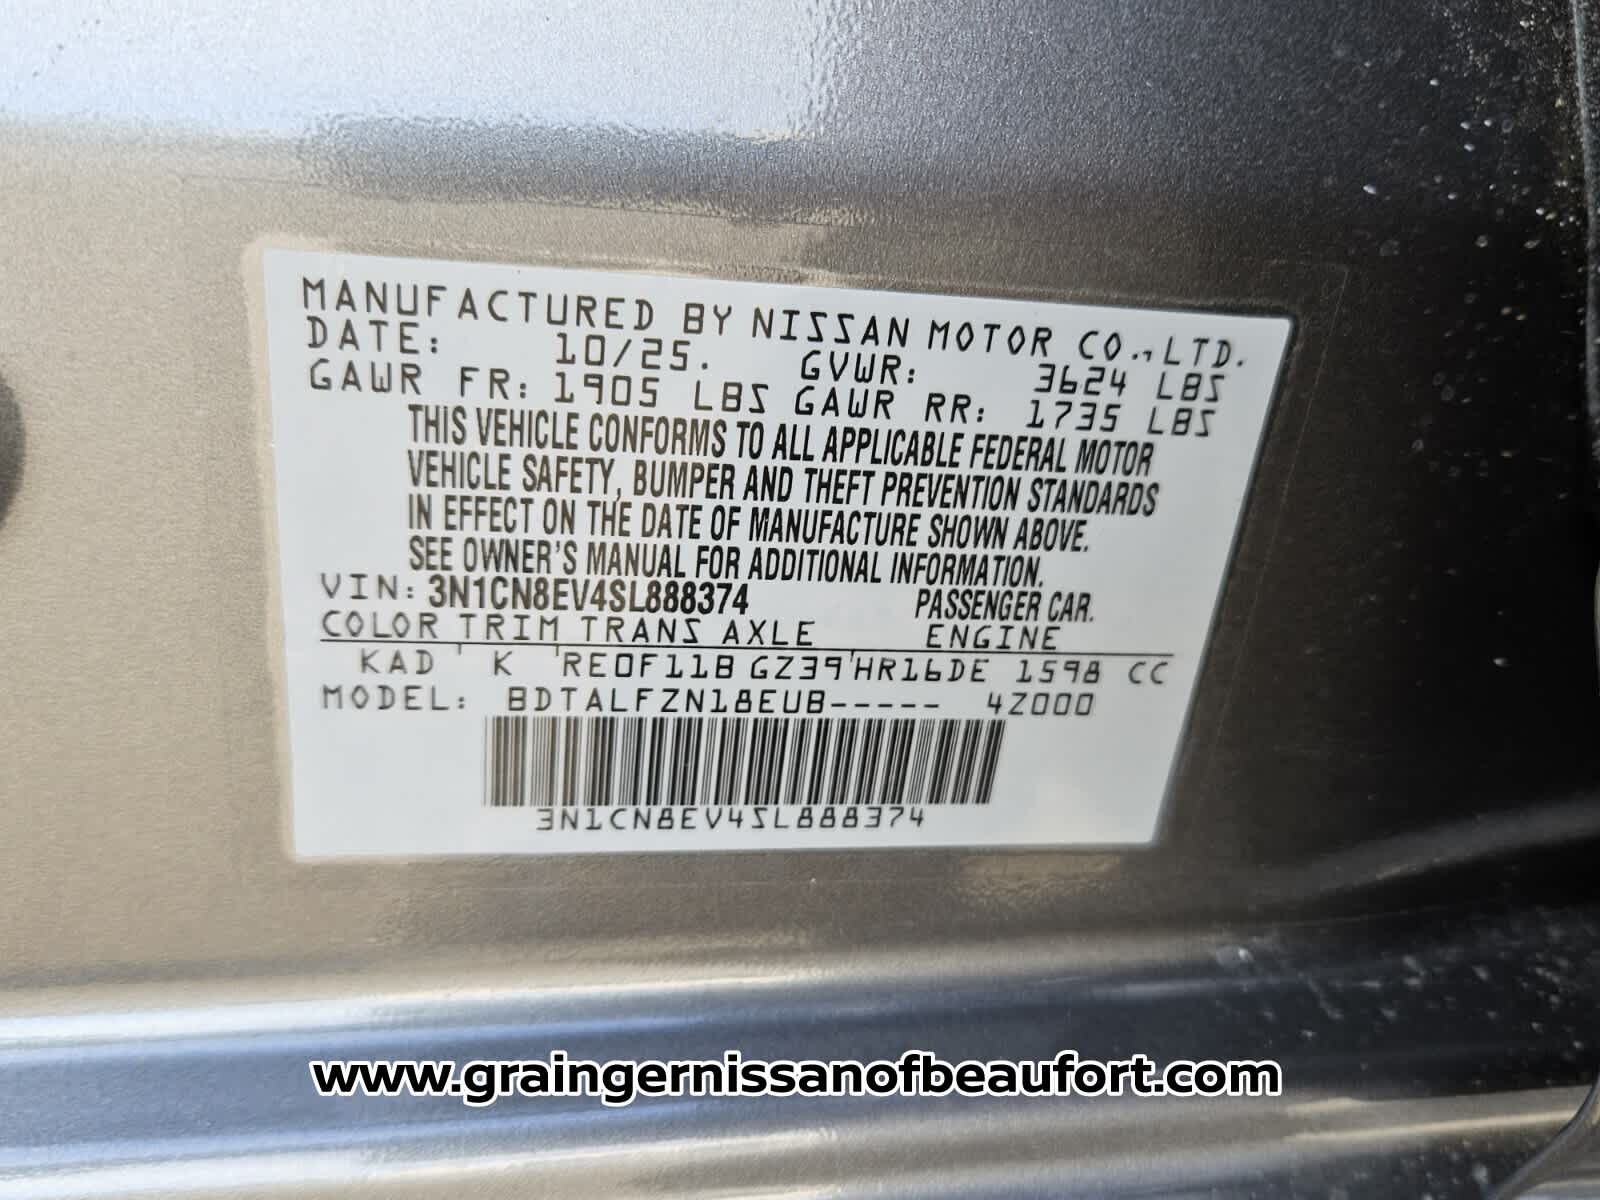 MANUFACTURED BY NISSAN MOTOR CO., LTD.
DATE: 10/25. GVWR: 3624 LBS
GAWR FR: 1905 LBS GAWR RR: 1735 LBS
THIS VEHICLE CONFORMS TO ALL APPLICABLE FEDERAL MOTOR
VEHICLE SAFETY, BUMPER AND THEFT PREVENTION STANDARDS
IN EFFECT ON THE DATE OF MANUFACTURE SHOWN ABOVE.
SEE OWNER'S MANUAL FOR ADDITIONAL INFORMATION.
VIN: 3N1CN8EV4SL888374 PASSENGER CAR.
COLOR TRIM TRANS AXLE ENGINE
KAD ' K 'RE0F11B GZ39'HR16DE 1598 CC
MODEL: BDTALFZN18EUB----- 4Z000
3N1CN8EV4SL888374
www.graingernissanofbeaufort.com